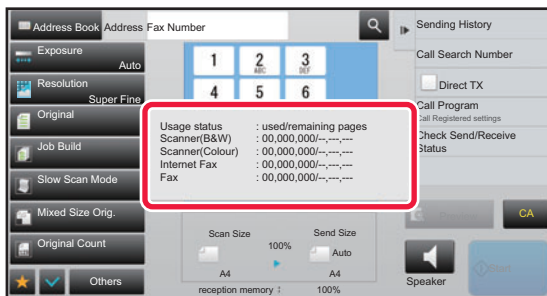 Address Book Address Fax Number
Sending History
Exposure
Auto
1 2 ABC 3 DEF
Call Search Number
Resolution
Super Fine
4 5 6
Direct TX
Call Program
Call Registered settings
Original
Usage status : used/remaining pages
Scanner(B&W) : 00,000,000/--,---,---
Scanner(Colour) : 00,000,000/--,---,---
Internet Fax : 00,000,000/--,---,---
Fax : 00,000,000/--,---,---
Check Send/Receive
Status
Job Build
Slow Scan Mode
Mixed Size Orig.
CA
Original Count
Scan Size
100%
Send Size
Auto
A4
A4
Others
reception memory : 100%
Speaker
Start